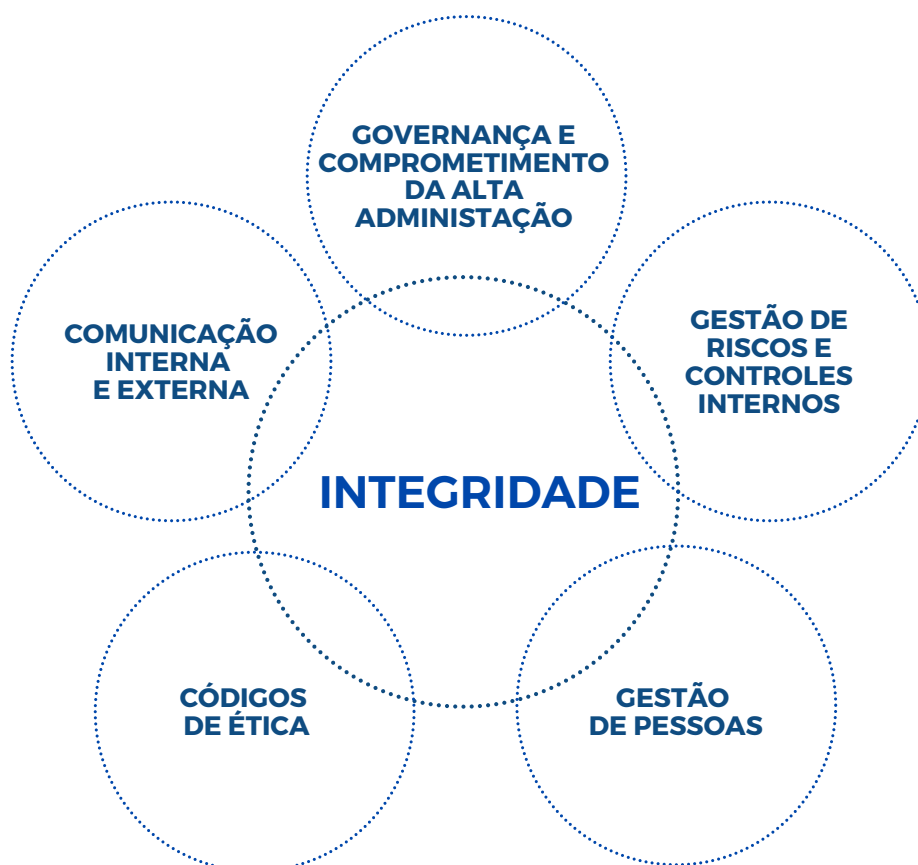 GOVERNANÇA E
COMPROMETIMENTO
DA ALTA
ADMINISTAÇÃO
COMUNICAÇÃO
INTERNA
E EXTERNA
GESTÃO DE
RISCOS E
CONTROLES
INTERNOS
INTEGRIDADE
CÓDIGOS
DE ÉTICA
GESTÃO
DE PESSOAS